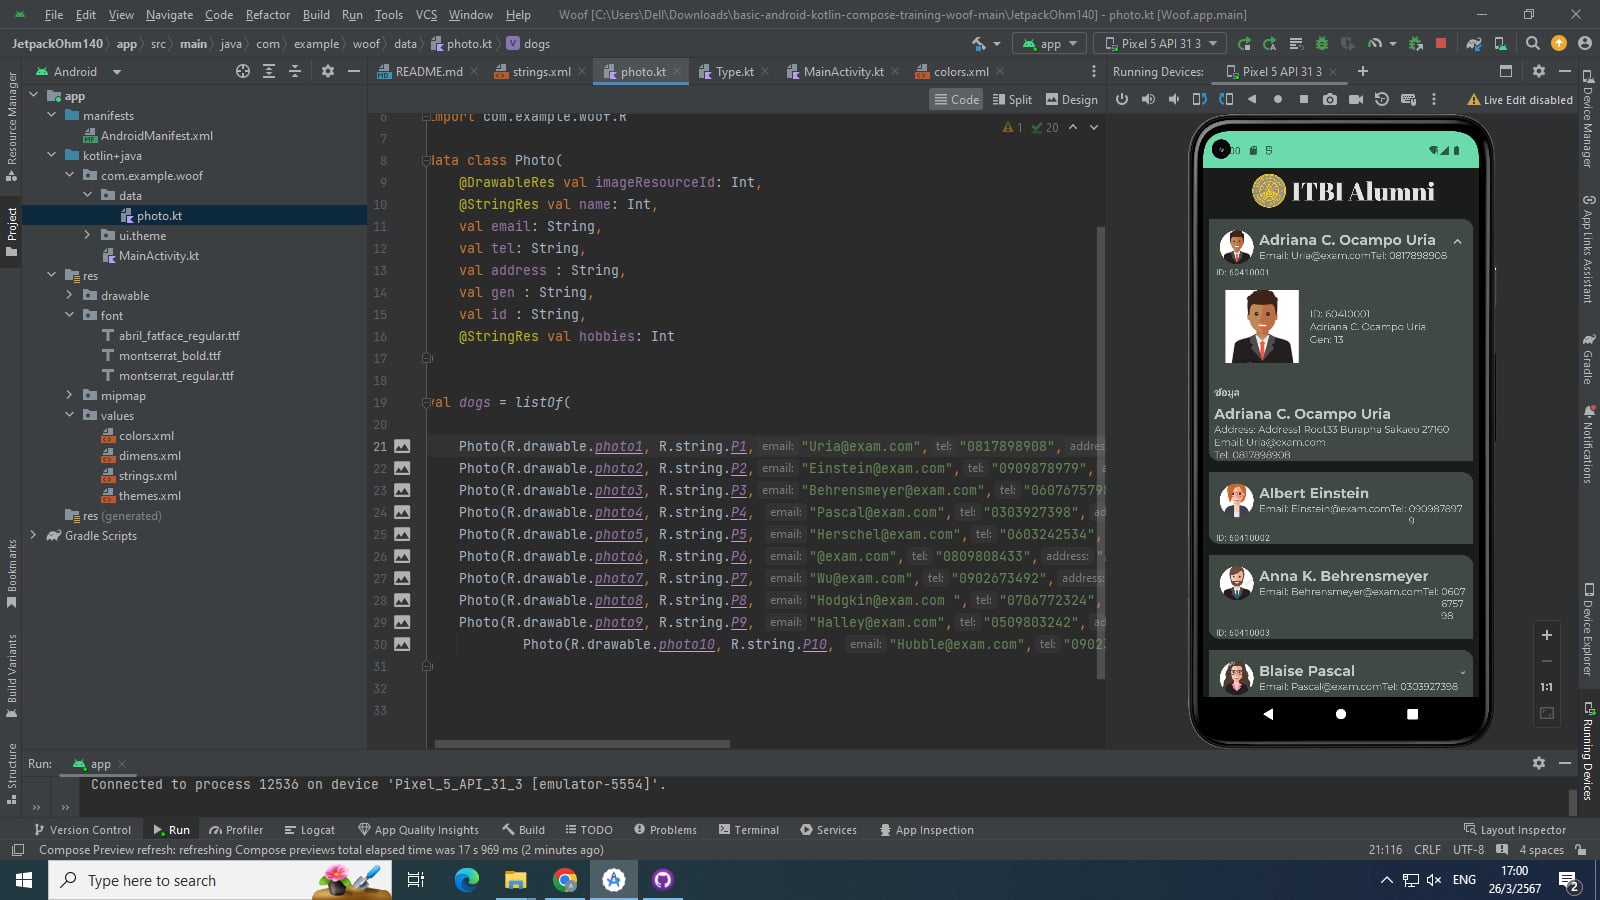 File Edit View Navigate Code Refactor Build Run Tools VCS Window Help Woof [C:\Users\Dell\Downloads\basic-android-kotlin-compose-training-woof-main\JetpackOhm140] - photo.kt [Woof.app.main]
JetpackOhm140 app src main java com example woof data photo.kt dogs
app Pixel 5 API 31 3
Android
README.md strings.xml photo.kt Type.kt MainActivity.kt colors.xml
Running Devices: Pixel 5 API 31 3
Code Split Design
Live Edit disabled
Resource Manager
Project
Bookmarks
Build Variants
Structure
app
manifests
AndroidManifest.xml
kotlin+java
com.example.woof
data
photo.kt
ui.theme
MainActivity.kt
res
drawable
font
abril_fatface_regular.ttf
montserrat_bold.ttf
montserrat_regular.ttf
mipmap
values
colors.xml
dimens.xml
strings.xml
themes.xml
res (generated)
Gradle Scripts
1 20
6 import com.example.woof.R
7
8 data class Photo(
9 @DrawableRes val imageResourceId: Int,
10 @StringRes val name: Int,
11 val email: String,
12 val tel: String,
13 val address : String,
14 val gen : String,
15 val id : String,
16 @StringRes val hobbies: Int
17
18
19 val dogs = listOf(
20
21 Photo(R.drawable.photo1, R.string.P1, email: "Uria@exam.com", tel: "0817898908", addres
22 Photo(R.drawable.photo2, R.string.P2, email: "Einstein@exam.com", tel: "0909878979", a
23 Photo(R.drawable.photo3, R.string.P3, email: "Behrensmeyer@exam.com", tel: "060767579
24 Photo(R.drawable.photo4, R.string.P4, email: "Pascal@exam.com", tel: "0303927398", ad
25 Photo(R.drawable.photo5, R.string.P5, email: "Herschel@exam.com", tel: "0603242534",
26 Photo(R.drawable.photo6, R.string.P6, email: "@exam.com", tel: "0809808433", address:
27 Photo(R.drawable.photo7, R.string.P7, email: "Wu@exam.com", tel: "0902673492", address:
28 Photo(R.drawable.photo8, R.string.P8, email: "Hodgkin@exam.com ", tel: "0706772324",
29 Photo(R.drawable.photo9, R.string.P9, email: "Halley@exam.com", tel: "0509803242", ad
30 Photo(R.drawable.photo10, R.string.P10, email: "Hubble@exam.com", tel: "0902
31
32
33
ITBI Alumni
Adriana C. Ocampo Uria
Email: Uria@exam.comTel: 0817898908
ID: 60410001
ID: 60410001
Adriana C. Ocampo Uria
Gen: 13
ข้อมูล
Adriana C. Ocampo Uria
Address: Address1 Root33 Burapha Sakaeo 27160
Email: Uria@exam.com
Tel: 0817898908
Albert Einstein
Email: Einstein@exam.comTel: 090987897
9
ID: 60410002
Anna K. Behrensmeyer
Email: Behrensmeyer@exam.comTel: 0607
6757
98
ID: 60410003
Blaise Pascal
Email: Pascal@exam.comTel: 0303927398
1:1
Device Manager
App Links Assistant
Gradle
Notifications
Device Explorer
Running Devices
Run: app
Connected to process 12536 on device 'Pixel_5_API_31_3 [emulator-5554]'.
Version Control Run Profiler Logcat App Quality Insights Build TODO Problems Terminal Services App Inspection Layout Inspector
Compose Preview refresh: refreshing Compose previews total elapsed time was 17 s 969 ms (2 minutes ago) 21:116 CRLF UTF-8 4 spaces
Type here to search
ENG
17:00
26/3/2567
2